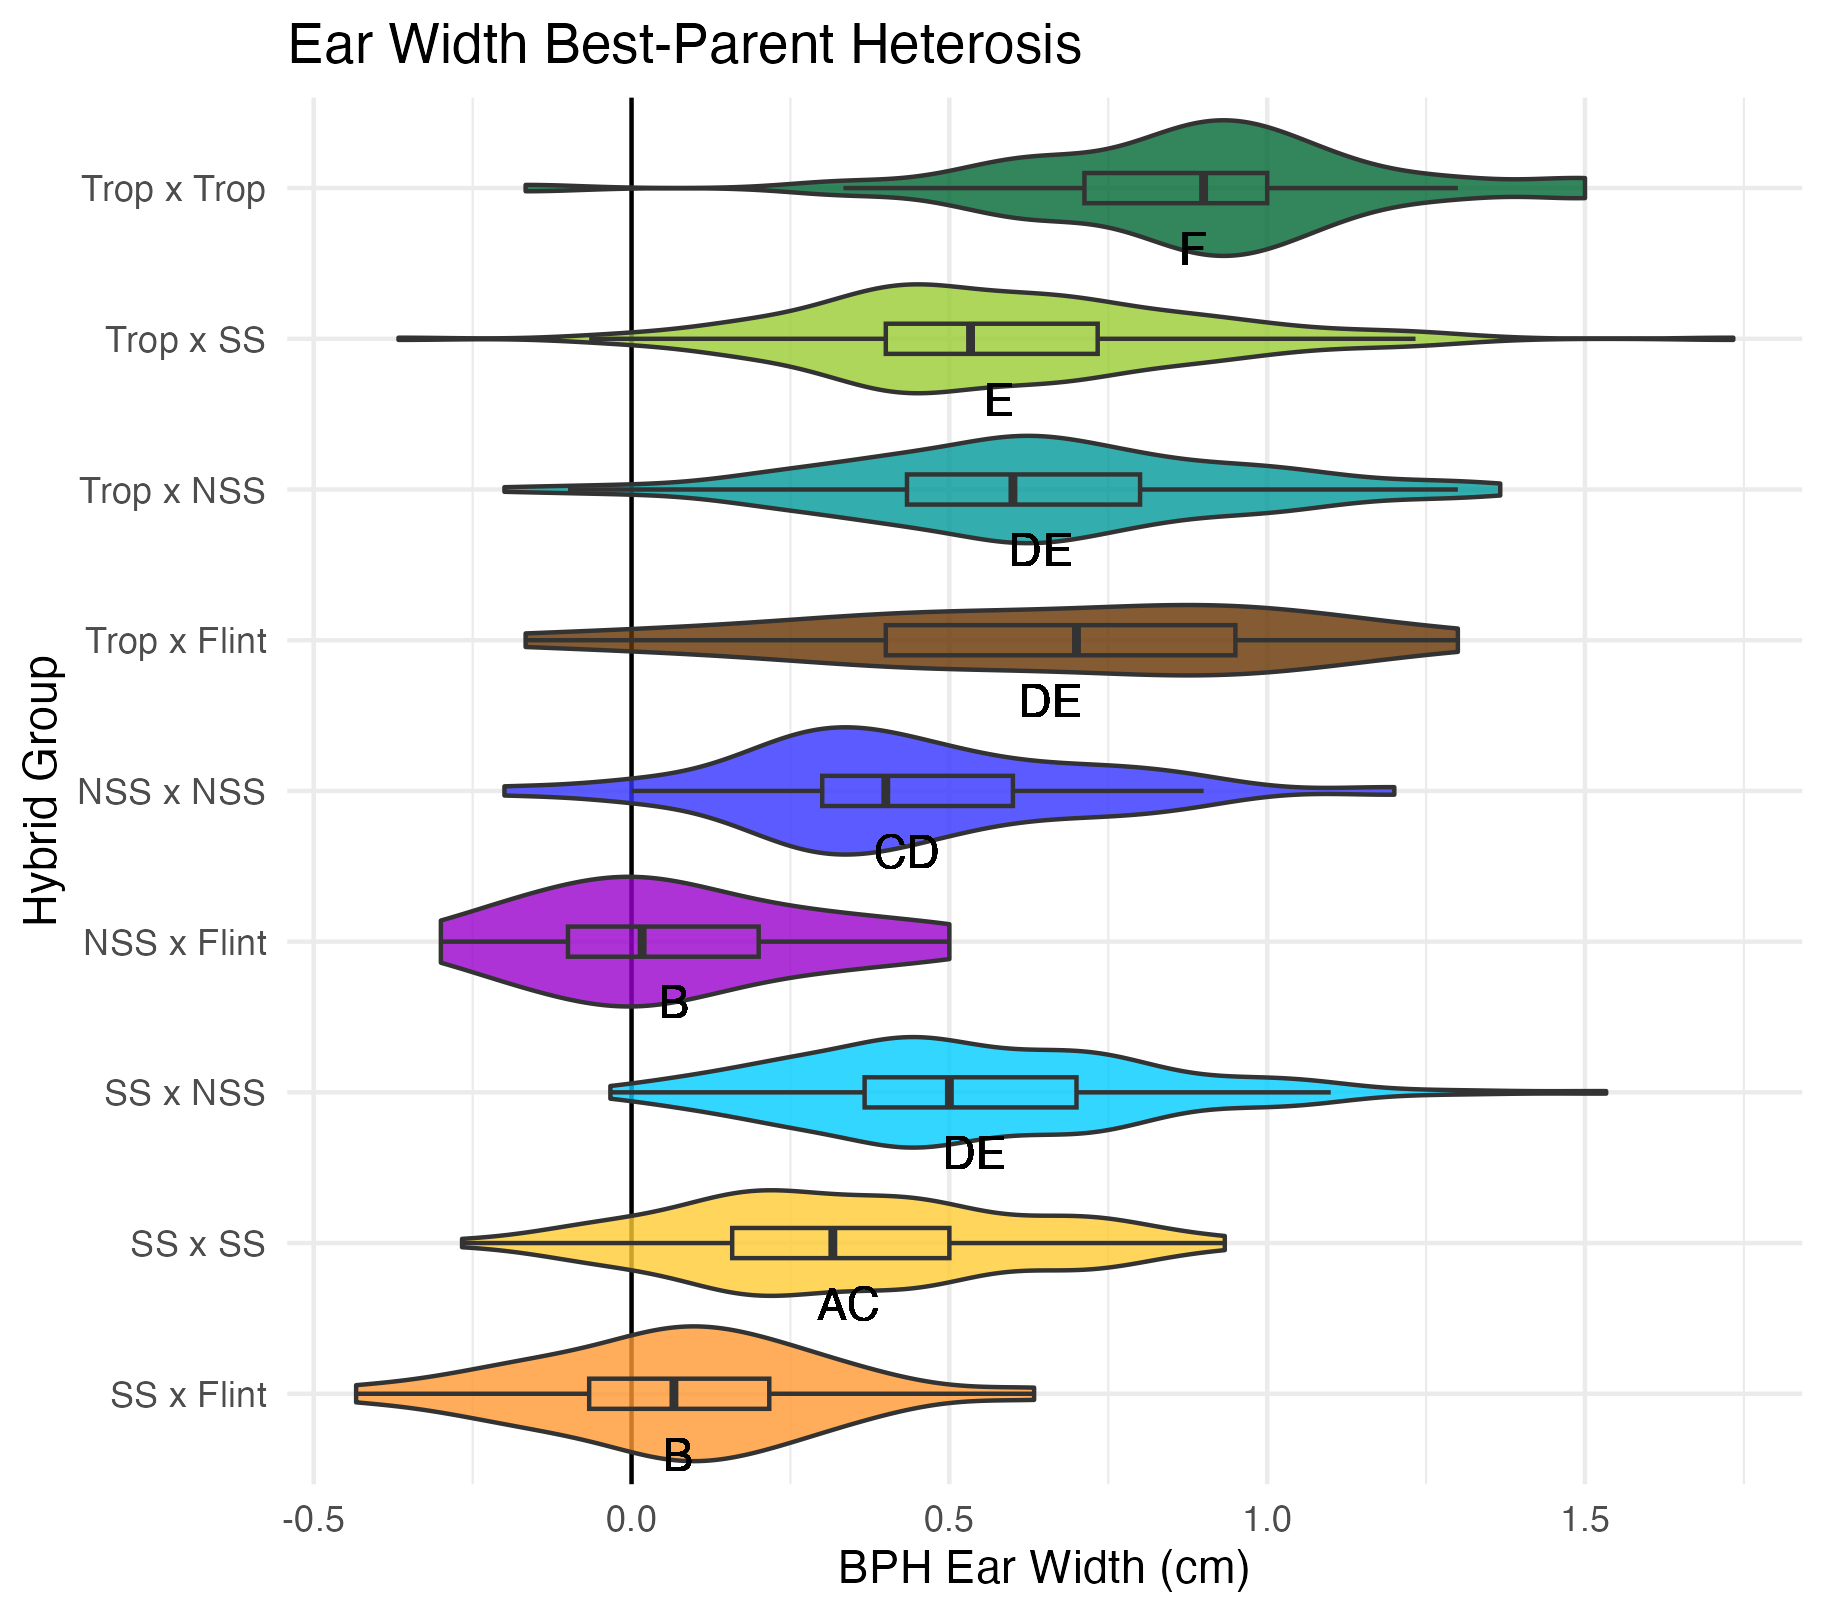 Ear Width Best-Parent Heterosis
Trop x Trop
F
Trop x SS
E
Trop x NSS
DE
Trop x Flint
DE
NSS x NSS
CD
NSS x Flint
B
SS x NSS
DE
SS x SS
AC
SS x Flint
B
Hybrid Group
-0.5 0.0 0.5 1.0 1.5
BPH Ear Width (cm)